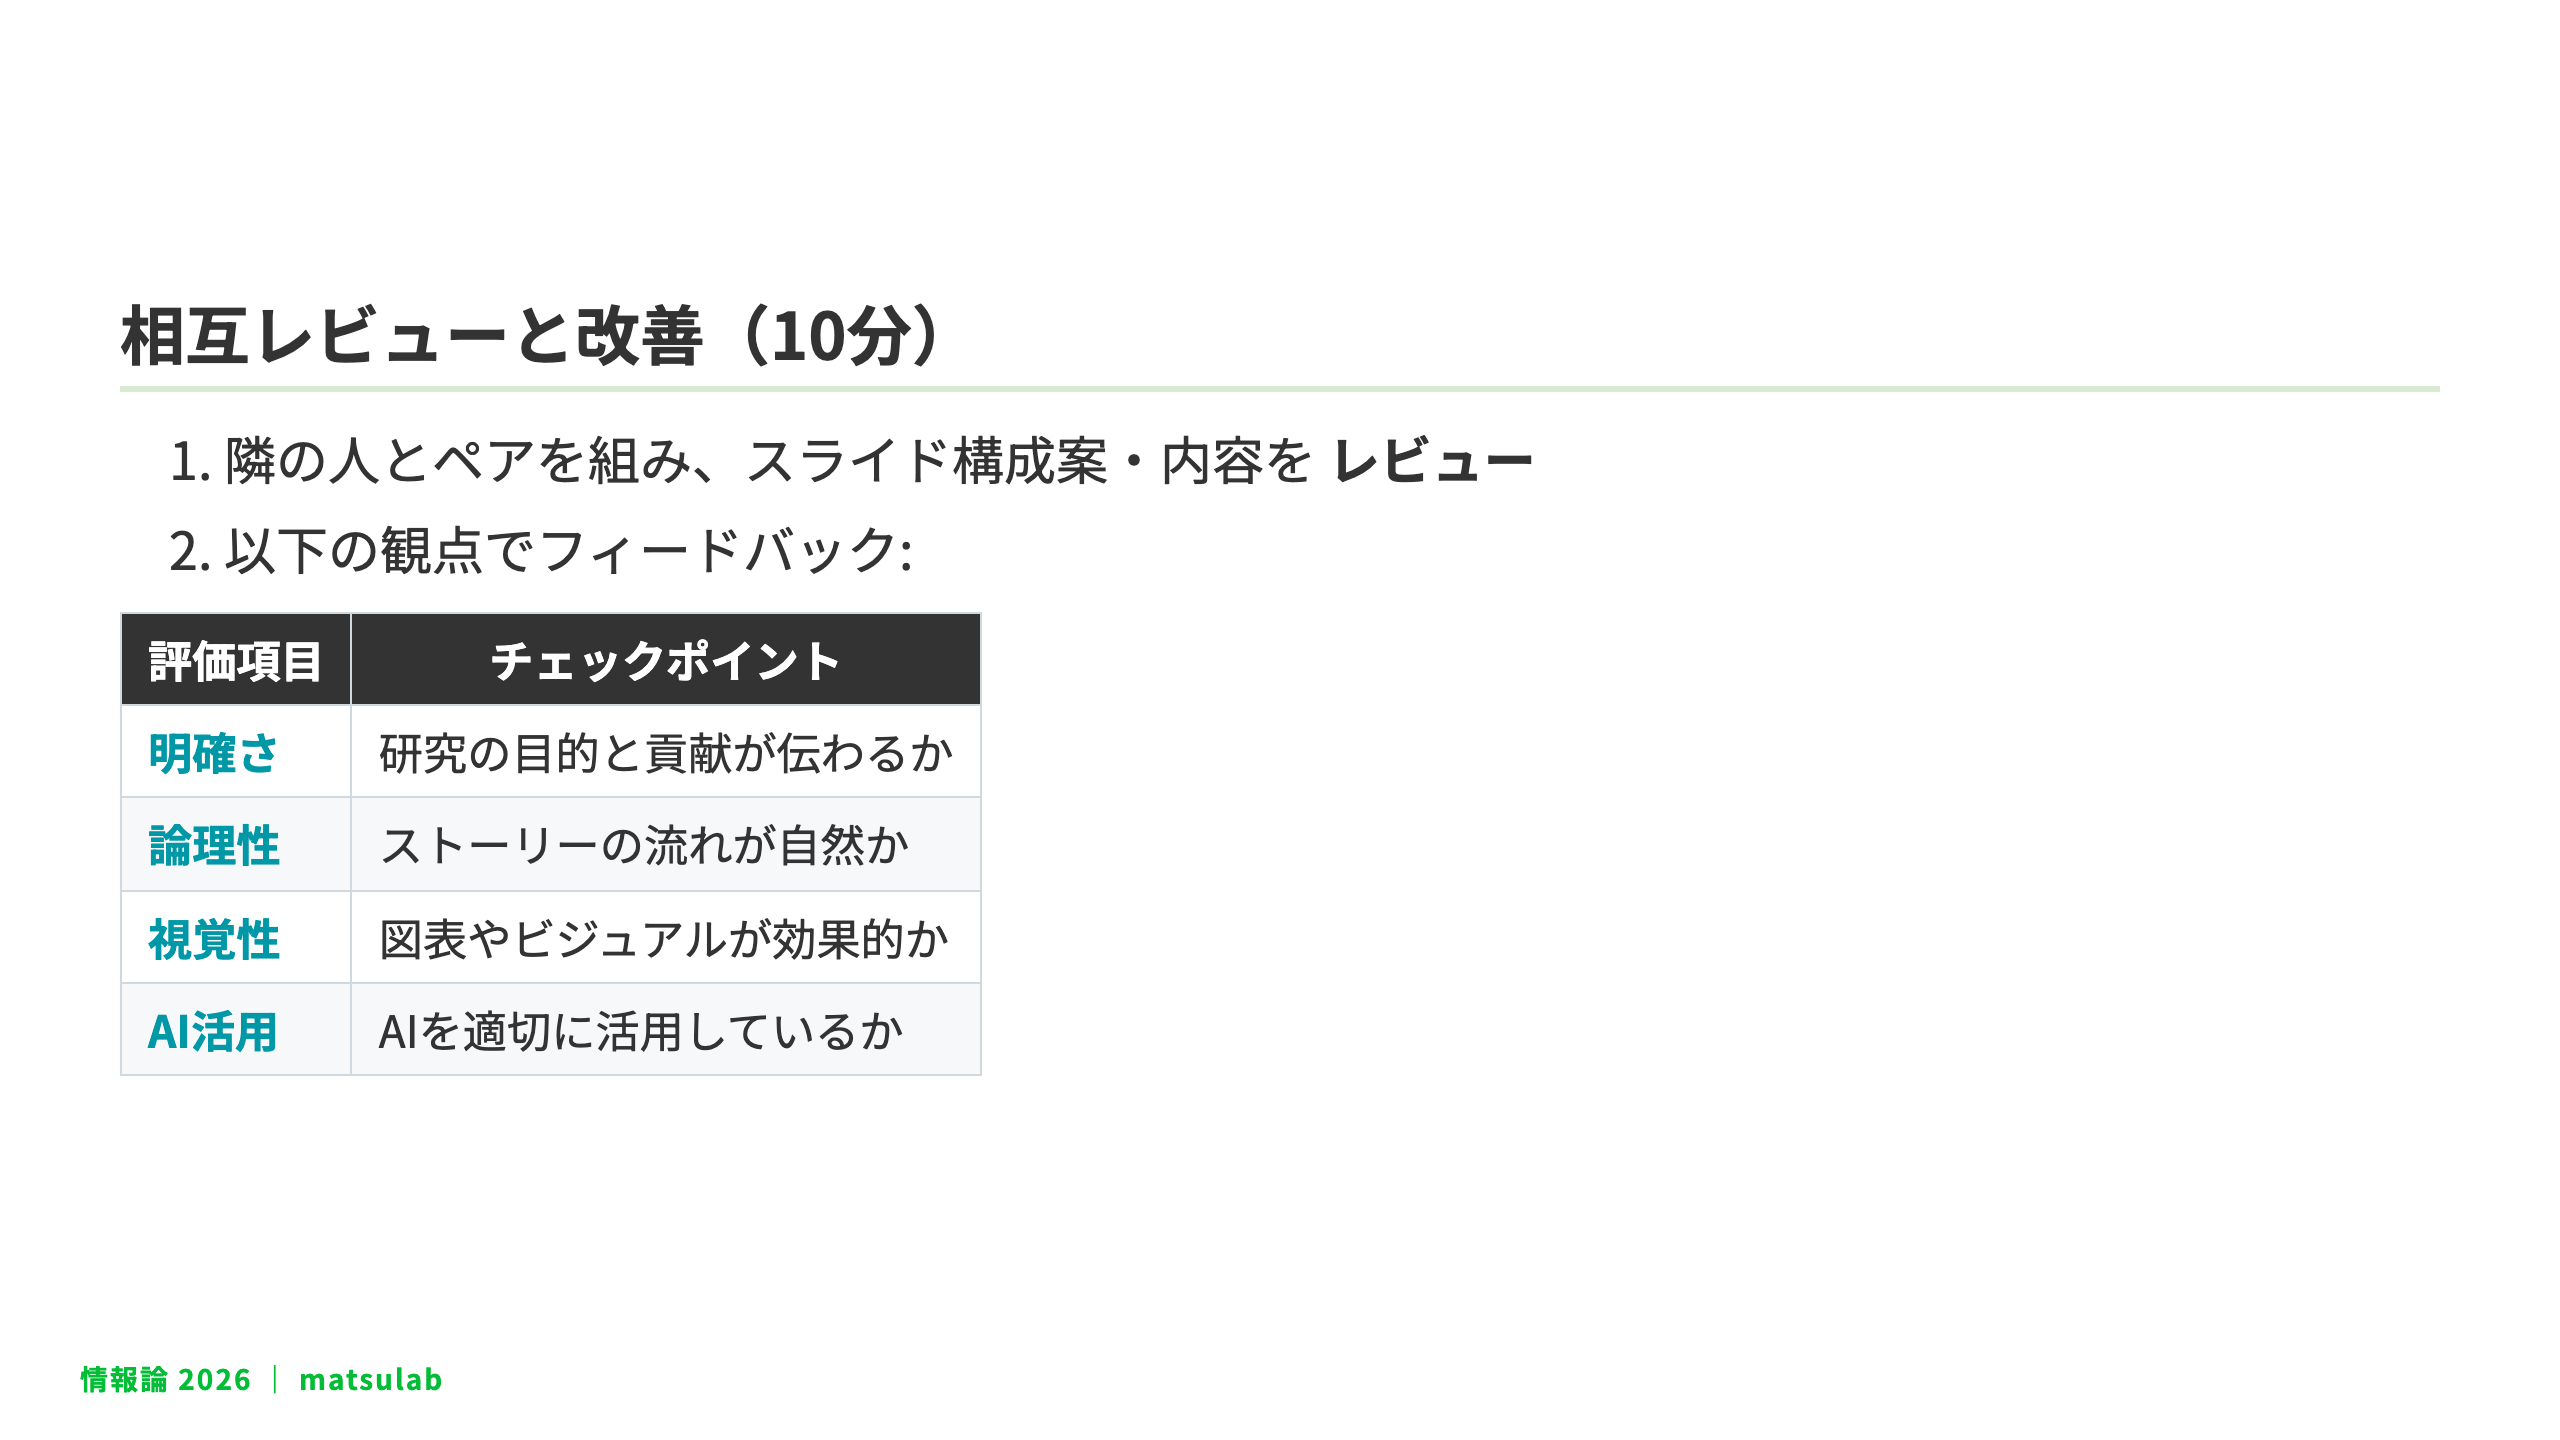 相互レビューと改善（10分）
1. 隣の人とペアを組み、スライド構成案・内容を レビュー
2. 以下の観点でフィードバック:
評価項目 チェックポイント
明確さ 研究の目的と貢献が伝わるか
論理性 ストーリーの流れが自然か
視覚性 図表やビジュアルが効果的か
AI活用 AIを適切に活用しているか
情報論 2026 ｜ matsulab